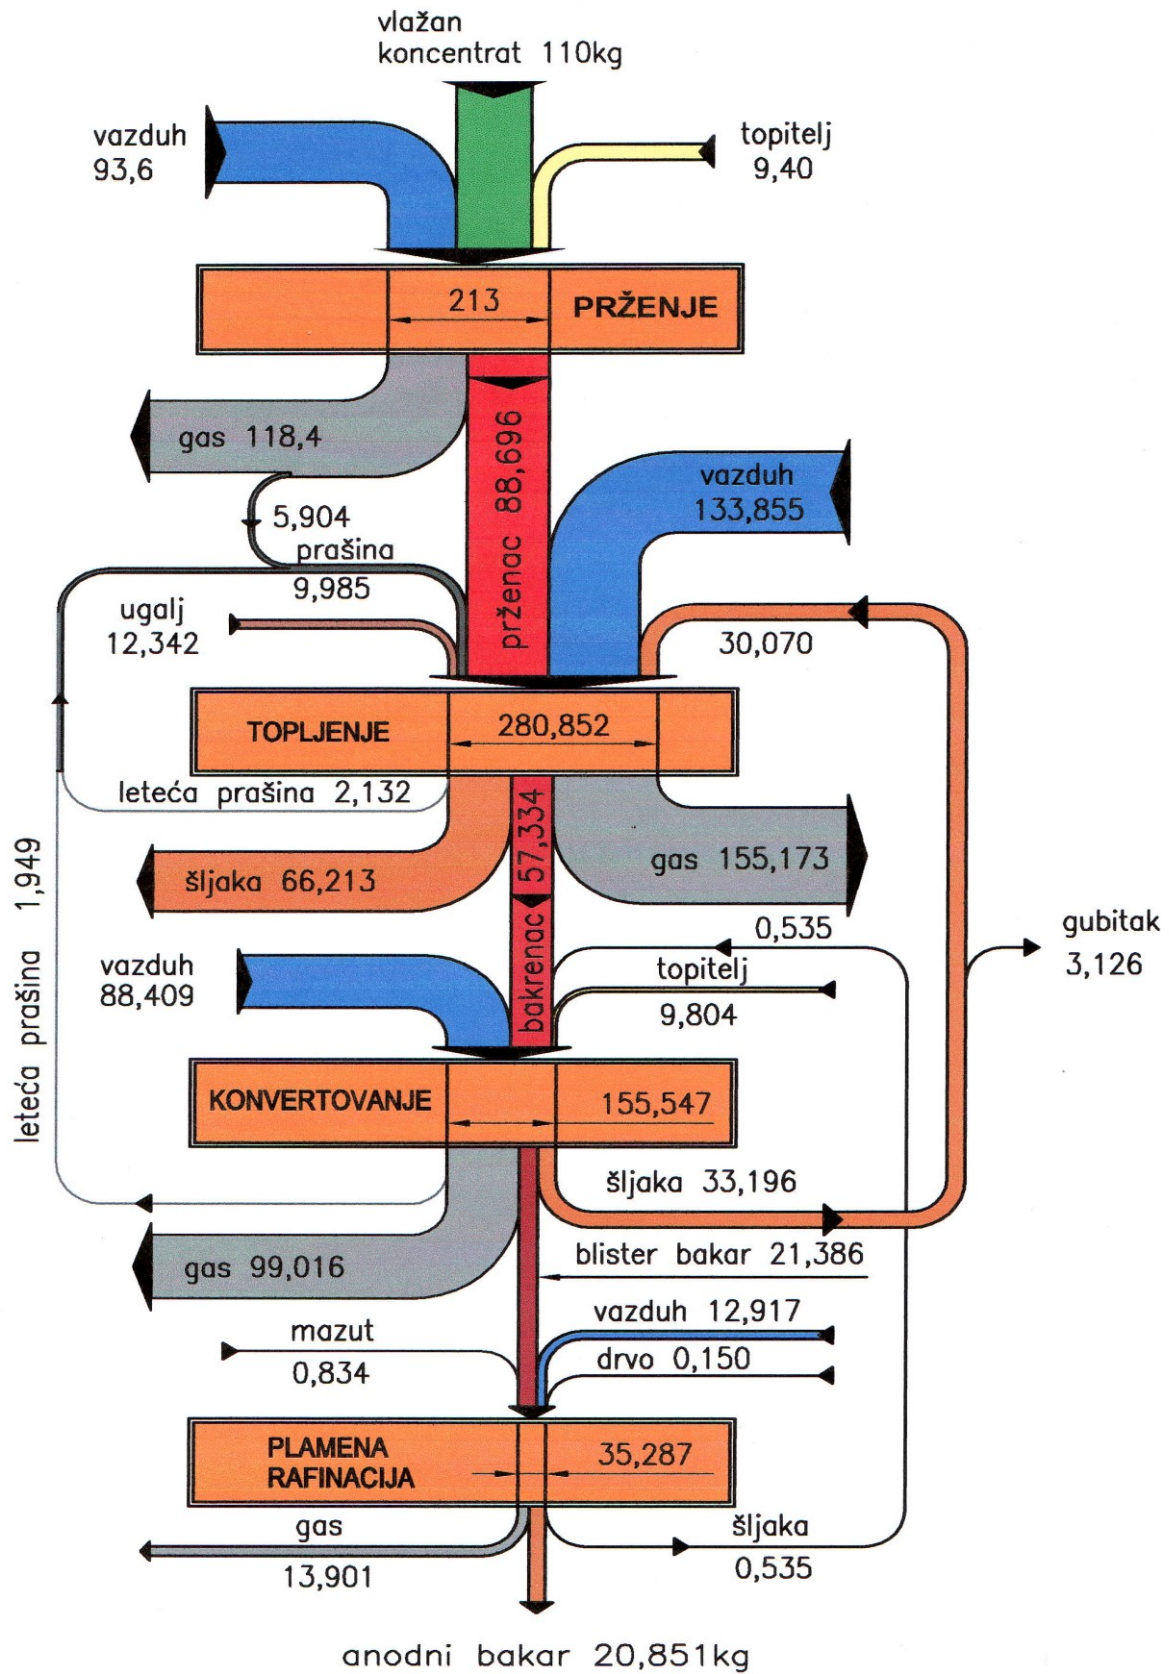 vlažan
koncentrat 110kg
vazduh
93,6
topitelj
9,40
213
PRŽENJE
gas 118,4
prženac 88,696
vazduh
133,855
5,904
prašina
9,985
ugalj
12,342
30,070
TOPLJENJE
280,852
leteća prašina 2,132
leteća prašina 1,949
šljaka 66,213
bakrenac 57,334
gas 155,173
0,535
gubitak
3,126
vazduh
88,409
topitelj
9,804
KONVERTOVANJE
155,547
šljaka 33,196
gas 99,016
blister bakar 21,386
vazduh 12,917
mazut
0,834
drvo 0,150
PLAMENA
RAFINACIJA
35,287
gas
13,901
šljaka
0,535
anodni bakar 20,851kg